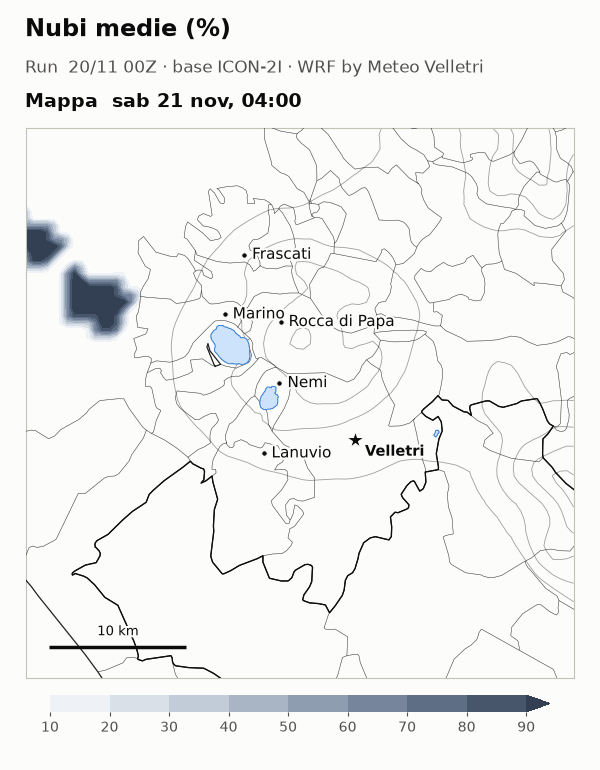 Nubi medie (%)
Run  20/11 00Z · base ICON-2I · WRF by Meteo Velletri
Mappa  sab 21 nov, 04:00
Frascati
Marino
Rocca di Papa
Nemi
Velletri
Lanuvio
10 km
10 20 30 40 50 60 70 80 90